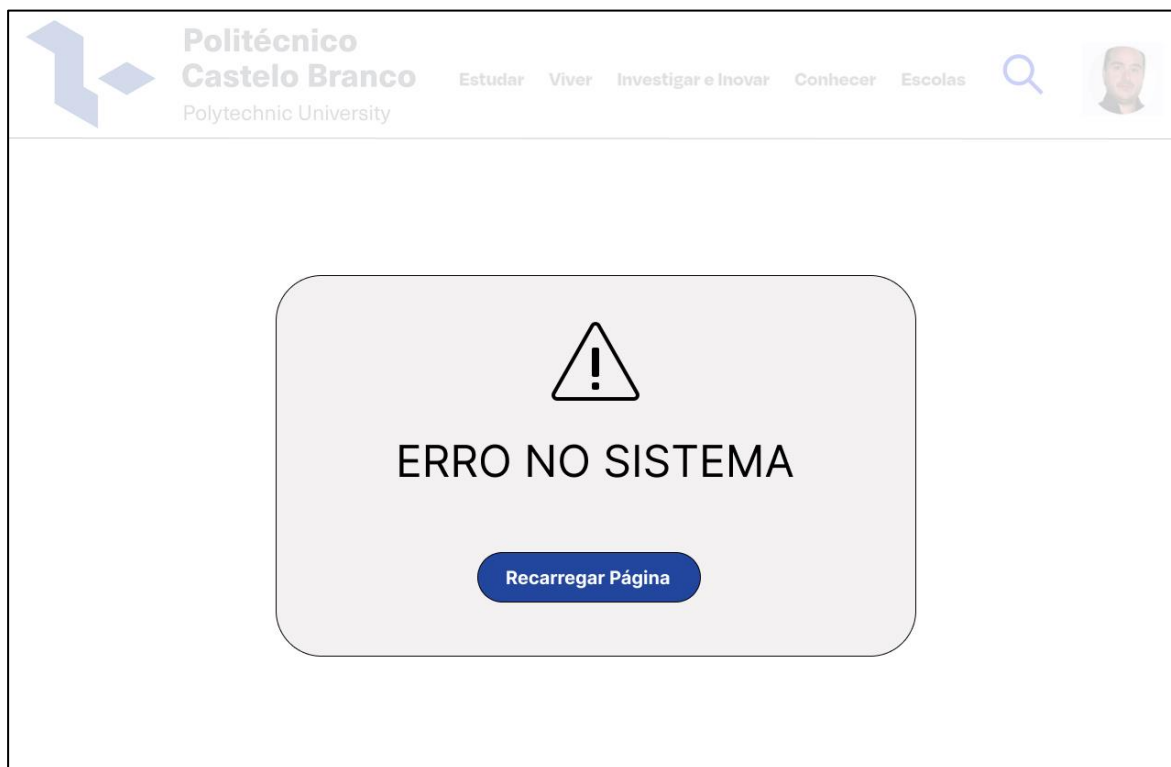 Politécnico
Castelo Branco
Polytechnic University
Estudar Viver Investigar e Inovar Conhecer Escolas
ERRO NO SISTEMA
Recarregar Página